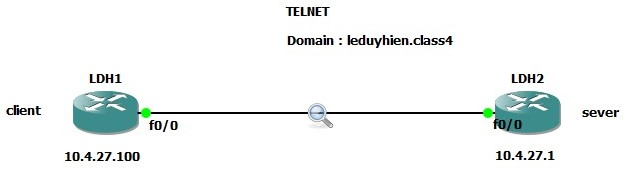 TELNET
Domain : leduyhien.class4
LDH1
LDH2
client
sever
f0/0
f0/0
10.4.27.100
10.4.27.1